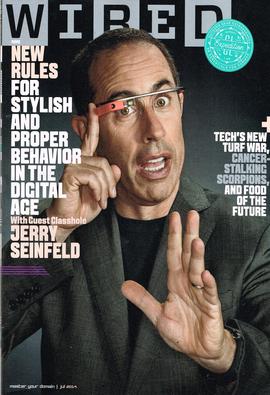 WIRED
NEW
RULES
FOR
STYLISH
AND
PROPER
BEHAVIOR
IN THE
DIGITAL
AGE
With Guest Classhole
JERRY
SEINFELD
TECH'S NEW
TURF WAR,
CANCER-
STALKING
SCORPIONS,
AND FOOD
OF THE
FUTURE
master your domain | jul 2014